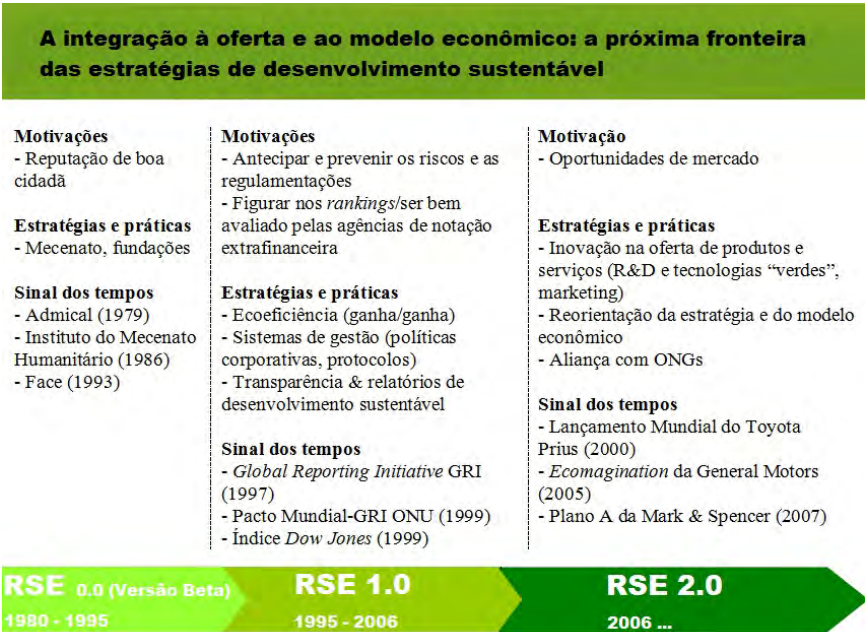 A integração à oferta e ao modelo econômico: a próxima fronteira
das estratégias de desenvolvimento sustentável
Motivações
- Reputação de boa
cidadã
Estratégias e práticas
- Mecenato, fundações
Sinal dos tempos
- Admical (1979)
- Instituto do Mecenato
Humanitário (1986)
- Face (1993)
Motivações
- Antecipar e prevenir os riscos e as
regulamentações
- Figurar nos rankings/ser bem
avaliado pelas agências de notação
extrafinanceira
Estratégias e práticas
- Ecoeficiência (ganha/ganha)
- Sistemas de gestão (políticas
corporativas, protocolos)
- Transparência & relatórios de
desenvolvimento sustentável
Sinal dos tempos
- Global Reporting Initiative GRI
(1997)
- Pacto Mundial-GRI ONU (1999)
- Índice Dow Jones (1999)
Motivação
- Oportunidades de mercado
Estratégias e práticas
- Inovação na oferta de produtos e
serviços (R&D e tecnologias “verdes”,
marketing)
- Reorientação da estratégia e do modelo
econômico
- Aliança com ONGs
Sinal dos tempos
- Lançamento Mundial do Toyota
Prius (2000)
- Ecomagination da General Motors
(2005)
- Plano A da Mark & Spencer (2007)
RSE 0.0 (Versão Beta)
1980 - 1995
RSE 1.0
1995 - 2006
RSE 2.0
2006 ...